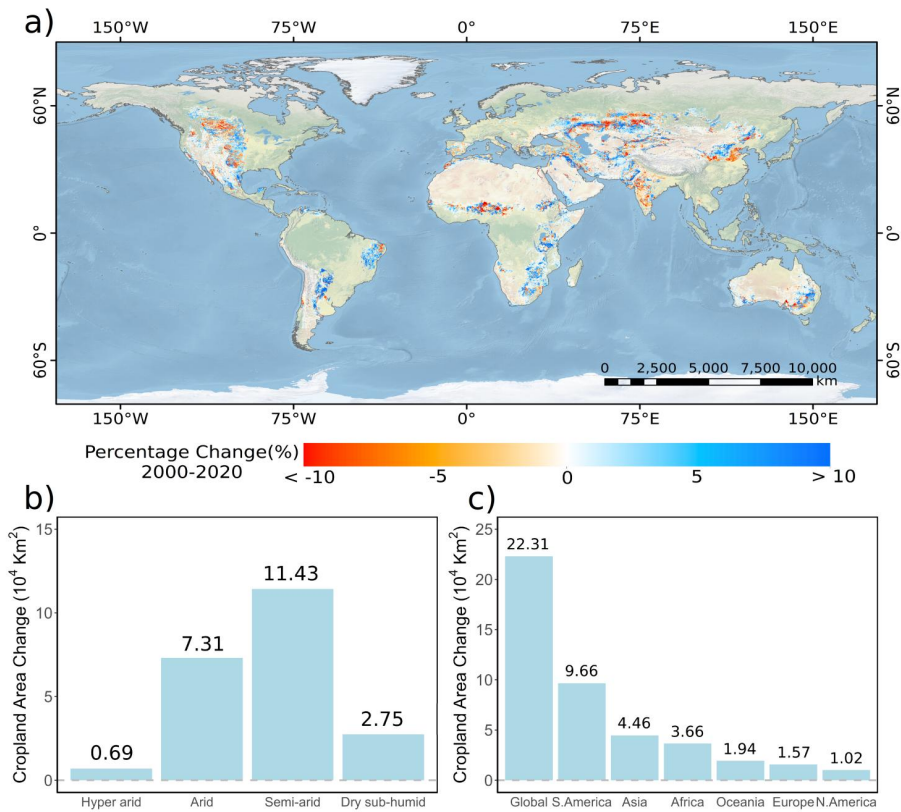 a)
150°W 75°W 0° 75°E 150°E
60°N 60°N
0° 0°
60°S 60°S
0 2,500 5,000 7,500 10,000
km
150°W 75°W 0° 75°E 150°E
Percentage Change(%)
2000-2020
< -10 -5 0 5 > 10
b)
Cropland Area Change (10⁴ Km²)
15
10
5
0
0.69
7.31
11.43
2.75
Hyper arid Arid Semi-arid Dry sub-humid
c)
Cropland Area Change (10⁴ Km²)
25
20
15
10
5
0
22.31
9.66
4.46
3.66
1.94
1.57
1.02
Global S.America Asia Africa Oceania Europe N.America